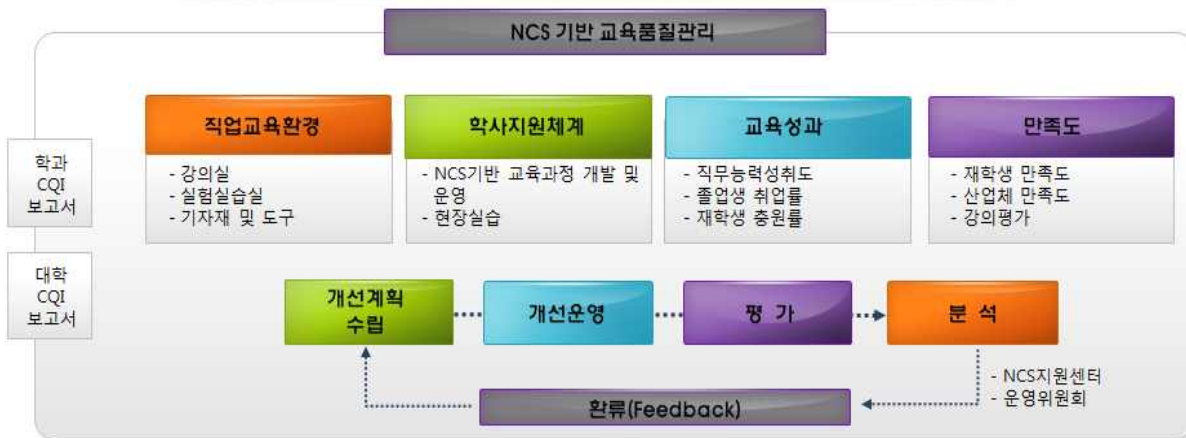 NCS 기반 교육품질관리
학과
CQI
보고서
대학
CQI
보고서
직업교육환경
- 강의실
- 실험실습실
- 기자재 및 도구
학사지원체계
- NCS기반 교육과정 개발 및
운영
- 현장실습
교육성과
- 직무능력성취도
- 졸업생 취업률
- 재학생 충원률
만족도
- 재학생 만족도
- 산업체 만족도
- 강의평가
개선계획
수립
개선운영
평 가
분 석
- NCS지원센터
- 운영위원회
환류(Feedback)